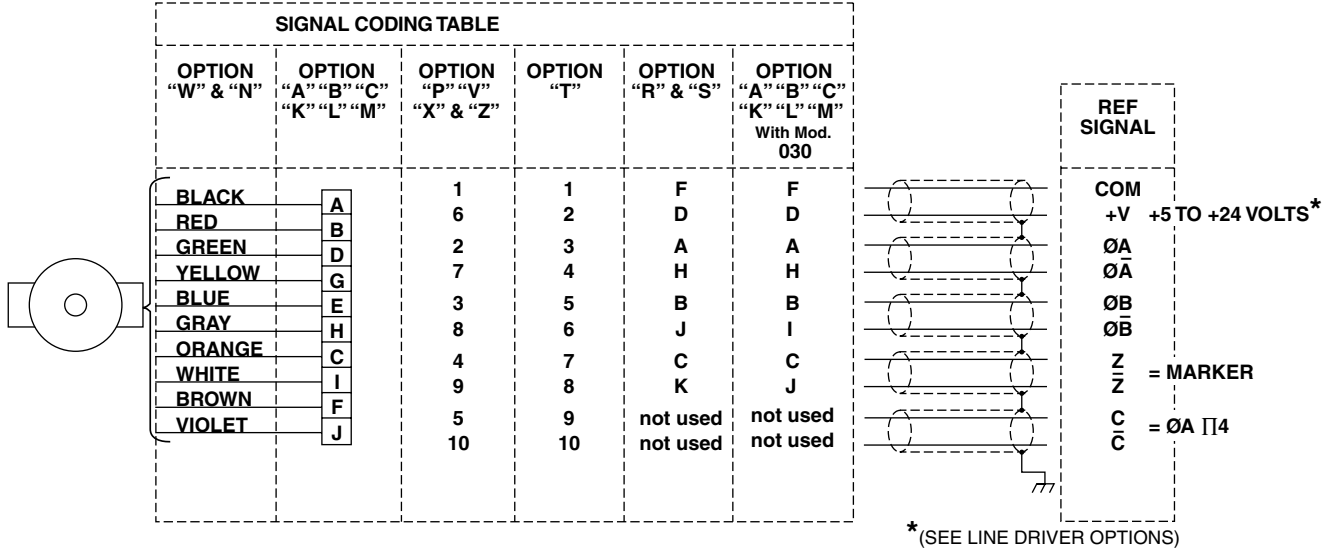 SIGNAL CODING TABLE
OPTION “W” & “N” OPTION “A” “B” “C” “K” “L” “M” OPTION “P” “V” “X” & “Z” OPTION “T” OPTION “R” & “S” OPTION “A” “B” “C” “K” “L” “M” With Mod. 030 REF SIGNAL
BLACK A 1 1 F F COM
RED B 6 2 D D +V +5 TO +24 VOLTS*
GREEN D 2 3 A A ØA
YELLOW G 7 4 H H ØA̅
BLUE E 3 5 B B ØB
GRAY H 8 6 J I ØB̅
ORANGE C 4 7 C C Z
WHITE I 9 8 K J Z̅ = MARKER
BROWN F 5 9 not used not used C
VIOLET J 10 10 not used not used C̅ = ØA ∏4
*(SEE LINE DRIVER OPTIONS)